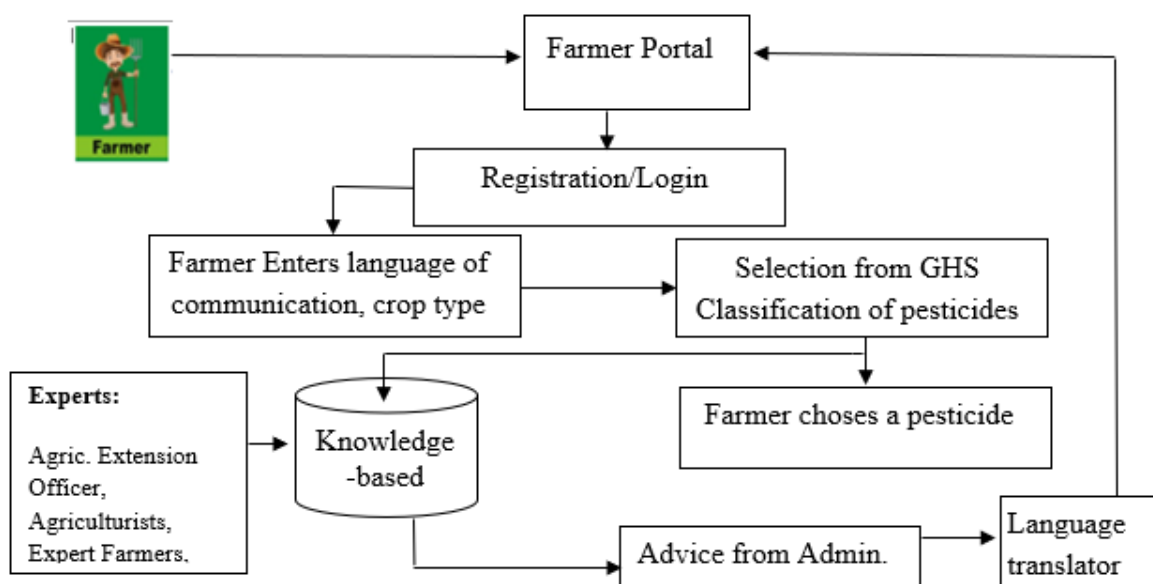 Farmer
Farmer Portal
Registration/Login
Farmer Enters language of
communication, crop type
Selection from GHS
Classification of pesticides
Experts:
Agric. Extension
Officer,
Agriculturists,
Expert Farmers,
Knowledge
-based
Farmer choses a pesticide
Advice from Admin.
Language
translator